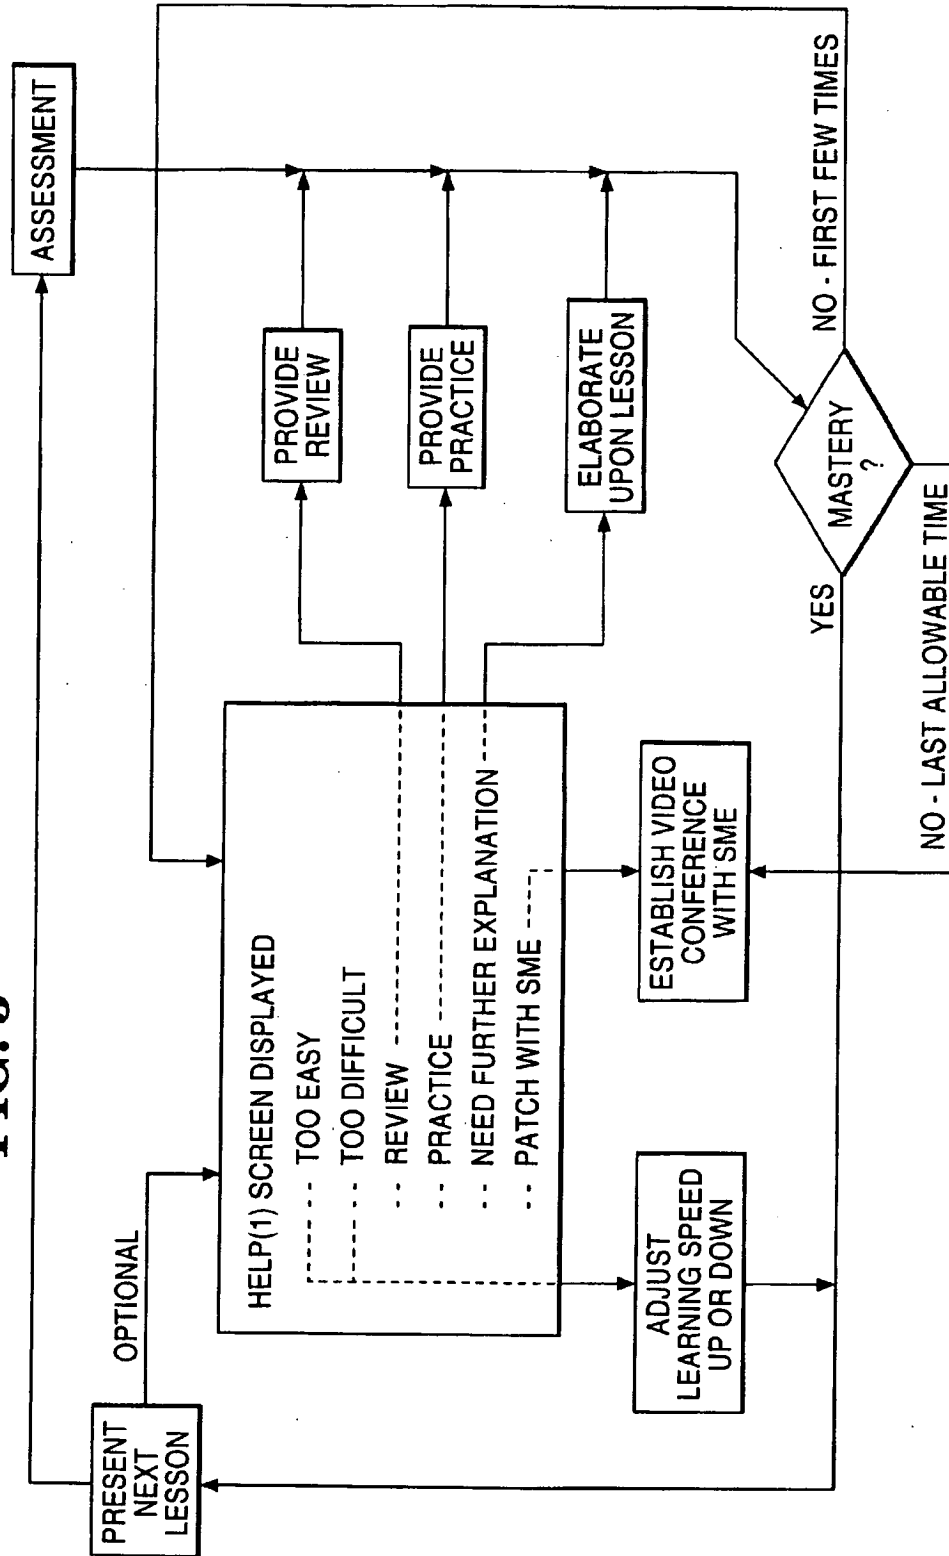 PRESENT
NEXT
LESSON
OPTIONAL
ASSESSMENT
HELP(1) SCREEN DISPLAYED
TOO EASY
TOO DIFFICULT
REVIEW
PRACTICE
NEED FURTHER EXPLANATION
PATCH WITH SME
PROVIDE
REVIEW
PROVIDE
PRACTICE
ELABORATE
UPON LESSON
ADJUST
LEARNING SPEED
UP OR DOWN
ESTABLISH VIDEO
CONFERENCE
WITH SME
MASTERY
?
YES
NO - FIRST FEW TIMES
NO - LAST ALLOWABLE TIME